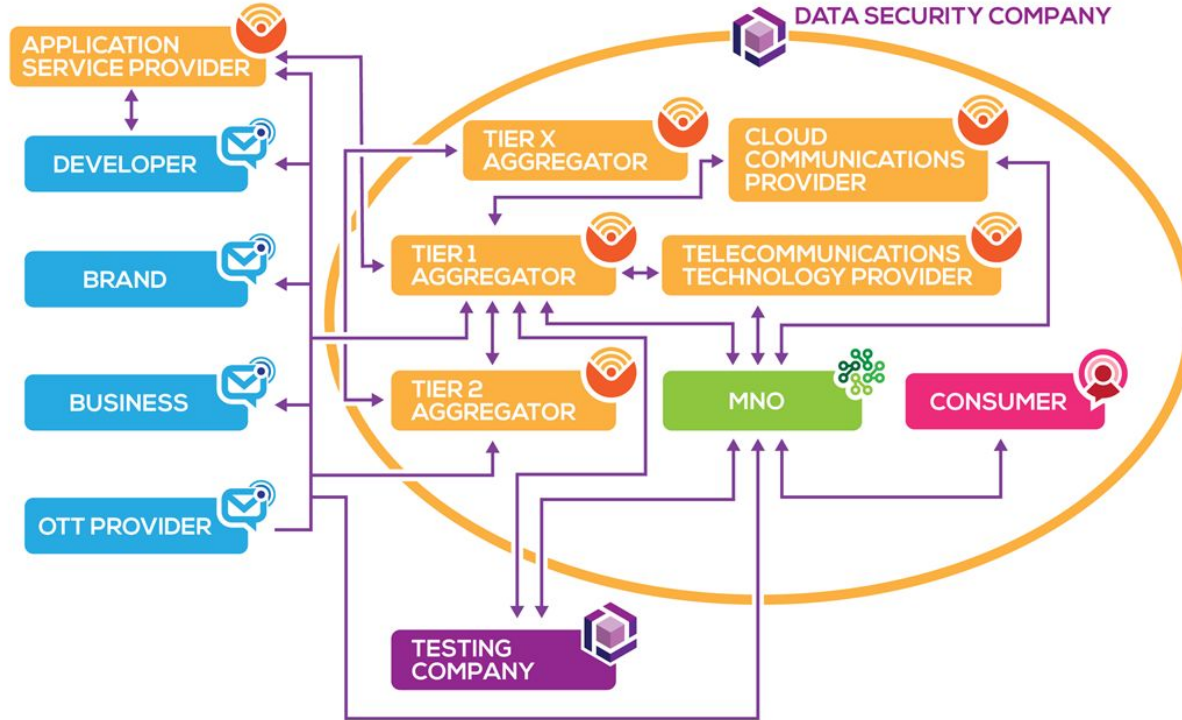 DATA SECURITY COMPANY
APPLICATION
SERVICE PROVIDER
DEVELOPER
BRAND
BUSINESS
OTT PROVIDER
TIER X
AGGREGATOR
CLOUD
COMMUNICATIONS
PROVIDER
TIER 1
AGGREGATOR
TELECOMMUNICATIONS
TECHNOLOGY PROVIDER
TIER 2
AGGREGATOR
MNO
CONSUMER
TESTING
COMPANY